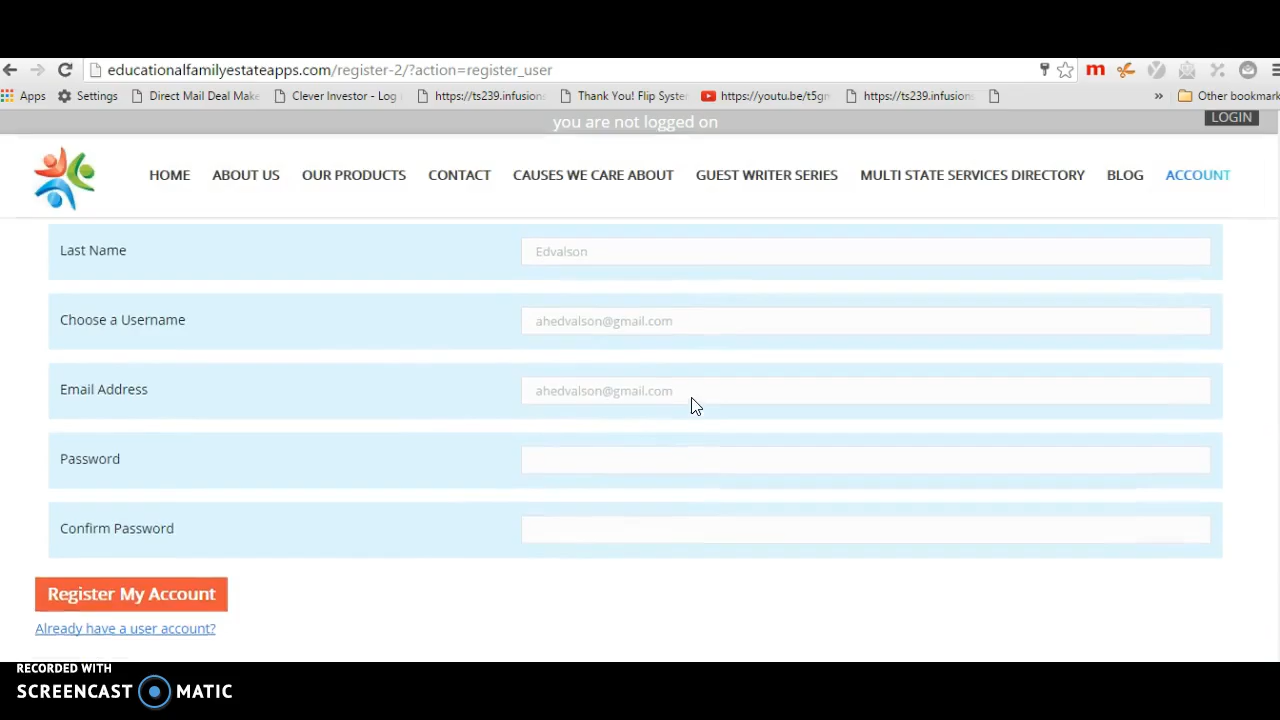 educationalfamilyestateapps.com/register-2/?action=register_user
Apps Settings Direct Mail Deal Make Clever Investor - Log https://ts239.infusion Thank You! Flip Syste https://youtu.be/t5gm https://ts239.infusion » Other bookmark
you are not logged on LOGIN
HOME ABOUT US OUR PRODUCTS CONTACT CAUSES WE CARE ABOUT GUEST WRITER SERIES MULTI STATE SERVICES DIRECTORY BLOG ACCOUNT
Last Name Edvalson
Choose a Username ahedvalson@gmail.com
Email Address ahedvalson@gmail.com
Password
Confirm Password
Register My Account
Already have a user account?
RECORDED WITH
SCREENCAST MATIC